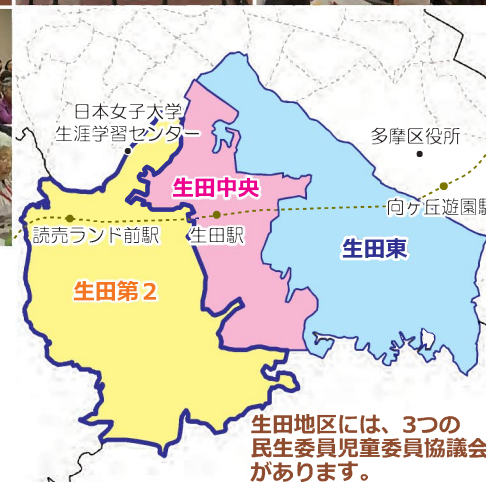 日本女子大学
生涯学習センター
多摩区役所
生田中央
向ヶ丘遊園駅
読売ランド前駅
生田駅
生田東
生田第2
生田地区には、3つの
民生委員児童委員協議会
があります。